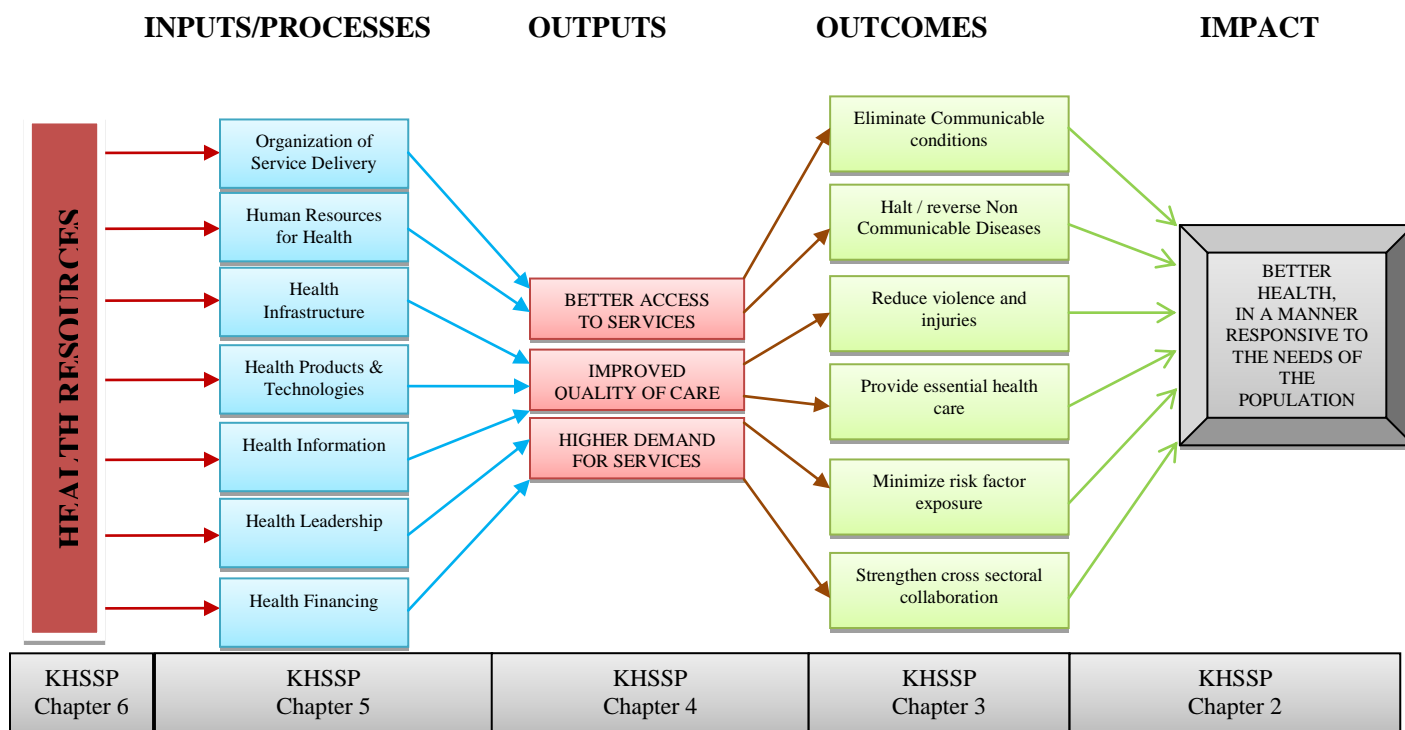 INPUTS/PROCESSES OUTPUTS OUTCOMES IMPACT
HEALTH RESOURCES
Organization of
Service Delivery
Human Resources
for Health
Health
Infrastructure
Health Products &
Technologies
Health Information
Health Leadership
Health Financing
BETTER ACCESS
TO SERVICES
IMPROVED
QUALITY OF CARE
HIGHER DEMAND
FOR SERVICES
Eliminate Communicable
conditions
Halt / reverse Non
Communicable Diseases
Reduce violence and
injuries
Provide essential health
care
Minimize risk factor
exposure
Strengthen cross sectoral
collaboration
BETTER
HEALTH,
IN A MANNER
RESPONSIVE TO
THE NEEDS OF
THE
POPULATION
KHSSP
Chapter 6
KHSSP
Chapter 5
KHSSP
Chapter 4
KHSSP
Chapter 3
KHSSP
Chapter 2